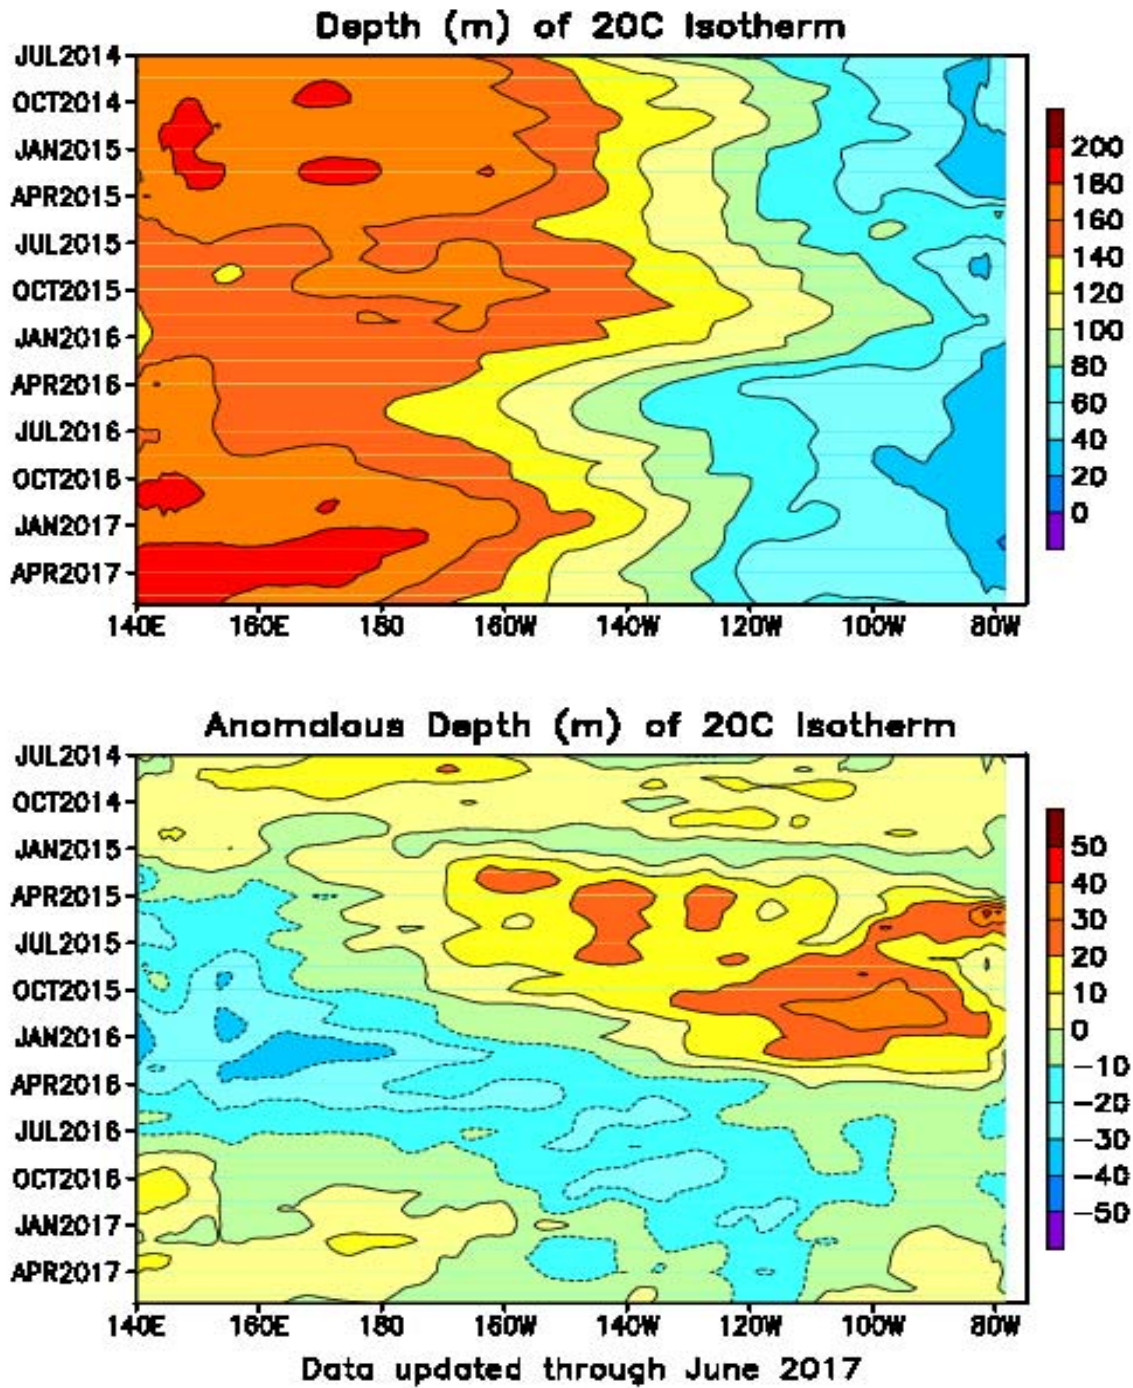 Depth (m) of 20C Isotherm
JUL2014
OCT2014
JAN2015
APR2015
JUL2015
OCT2015
JAN2016
APR2016
JUL2016
OCT2016
JAN2017
APR2017
140E 160E 180 160W 140W 120W 100W 80W
200
180
160
140
120
100
80
60
40
20
0
Anomalous Depth (m) of 20C Isotherm
JUL2014
OCT2014
JAN2015
APR2015
JUL2015
OCT2015
JAN2016
APR2016
JUL2016
OCT2016
JAN2017
APR2017
140E 160E 180 160W 140W 120W 100W 80W
50
40
30
20
10
0
-10
-20
-30
-40
-50
Data updated through June 2017